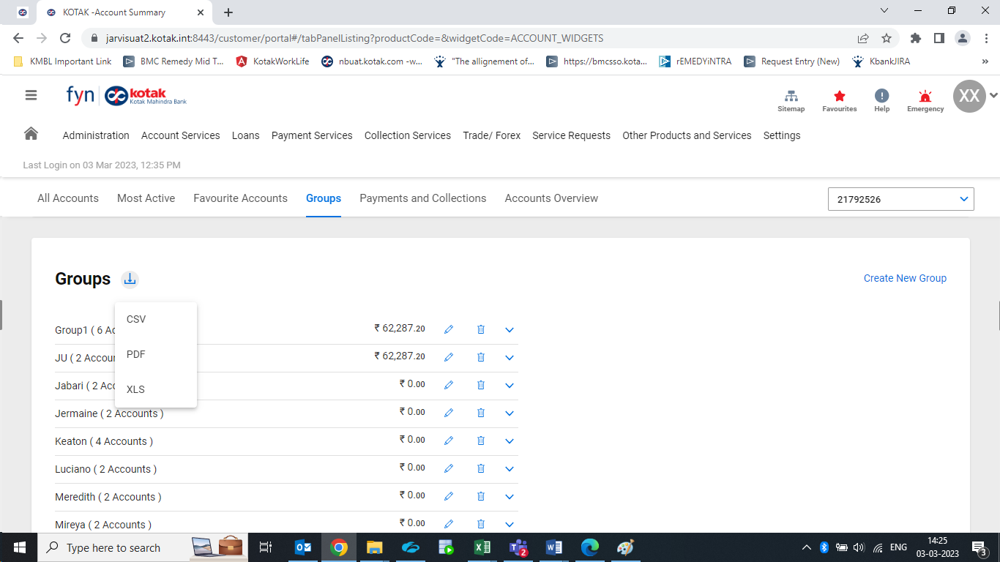 KOTAK -Account Summary
jarvisuat2.kotak.int:8443/customer/portal#/tabPanelListing?productCode=&widgetCode=ACCOUNT_WIDGETS
KMBL Important Link BMC Remedy Mid T... KotakWorkLife nbuat.kotak.com -w... "The allignement of... https://bmcsso.kota... rEMEDYiNTRA Request Entry (New) KbankJIRA »
fyn kotak
Kotak Mahindra Bank
XX
Sitemap Favourites Help Emergency
Administration Account Services Loans Payment Services Collection Services Trade/ Forex Service Requests Other Products and Services Settings
Last Login on 03 Mar 2023, 12:35 PM
All Accounts Most Active Favourite Accounts Groups Payments and Collections Accounts Overview 21792526
Groups Create New Group
CSV
Group1 ( 6 Ac ₹ 62,287.20
PDF
JU ( 2 Accour ₹ 62,287.20
Jabari ( 2 Acc ₹ 0.00
XLS
Jermaine ( 2 Accounts ) ₹ 0.00
Keaton ( 4 Accounts ) ₹ 0.00
Luciano ( 2 Accounts ) ₹ 0.00
Meredith ( 2 Accounts ) ₹ 0.00
Mireya ( 2 Accounts ) ₹ 0.00
Type here to search 2 ENG 14:25
03-03-2023 3